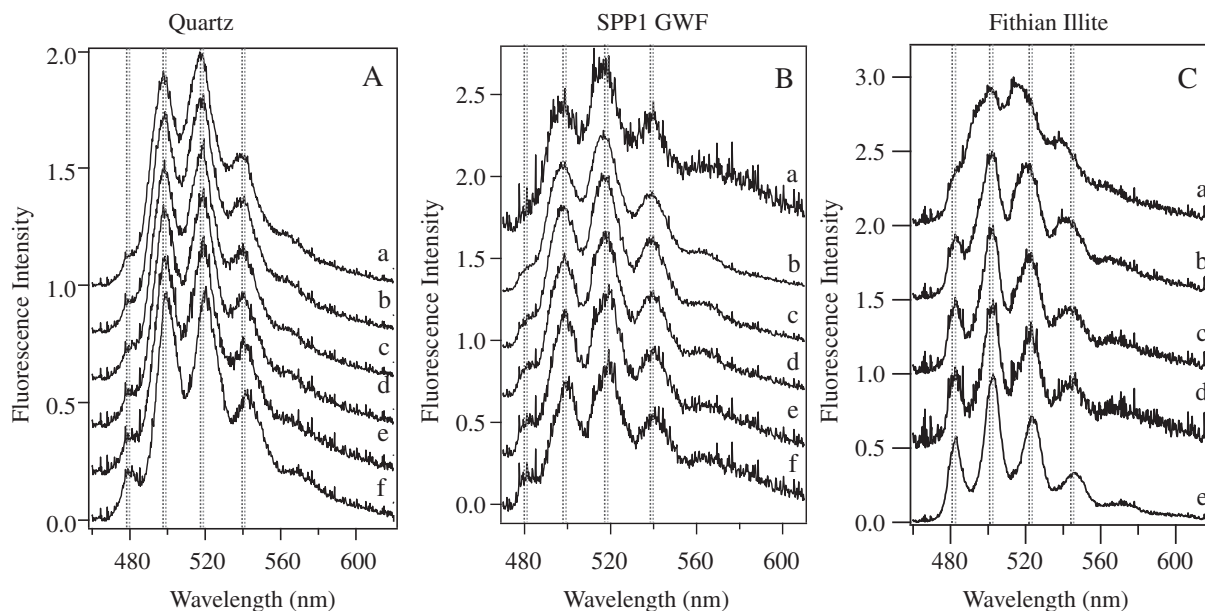 Quartz
SPP1 GWF
Fithian Illite
A
B
C
Fluorescence Intensity
2.0
1.5
1.0
0.5
0.0
a
b
c
d
e
f
480
520
560
600
Wavelength (nm)
Fluorescence Intensity
2.5
2.0
1.5
1.0
0.5
0.0
a
b
c
d
e
f
480
520
560
600
Wavelength (nm)
Fluorescence Intensity
3.0
2.5
2.0
1.5
1.0
0.5
0.0
a
b
c
d
e
480
520
560
600
Wavelength (nm)